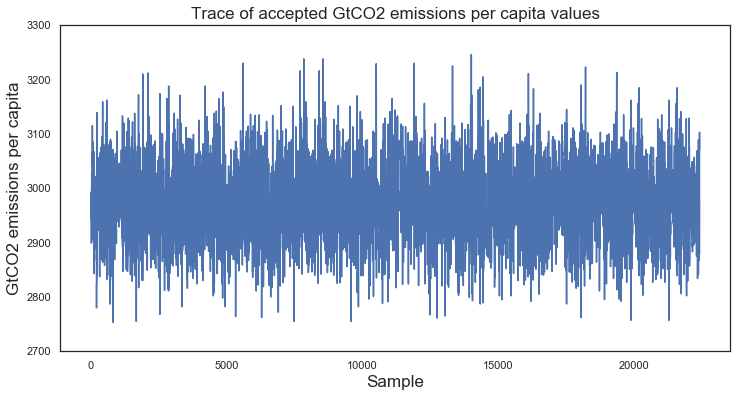 Trace of accepted GtCO2 emissions per capita values
3300
3200
3100
3000
2900
2800
2700
GtCO2 emissions per capita
0 5000 10000 15000 20000
Sample